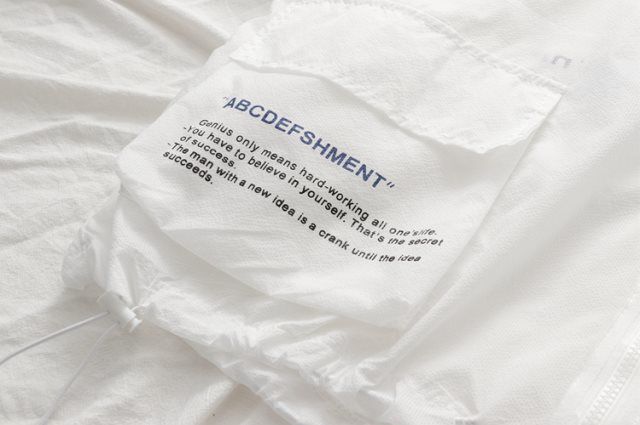 "ABCDEFSHMENT"
Genius only means hard-working all one's life.
-You have to believe in yourself. That's the secret
of success.
-The man with a new idea is a crank until the idea
succeeds.